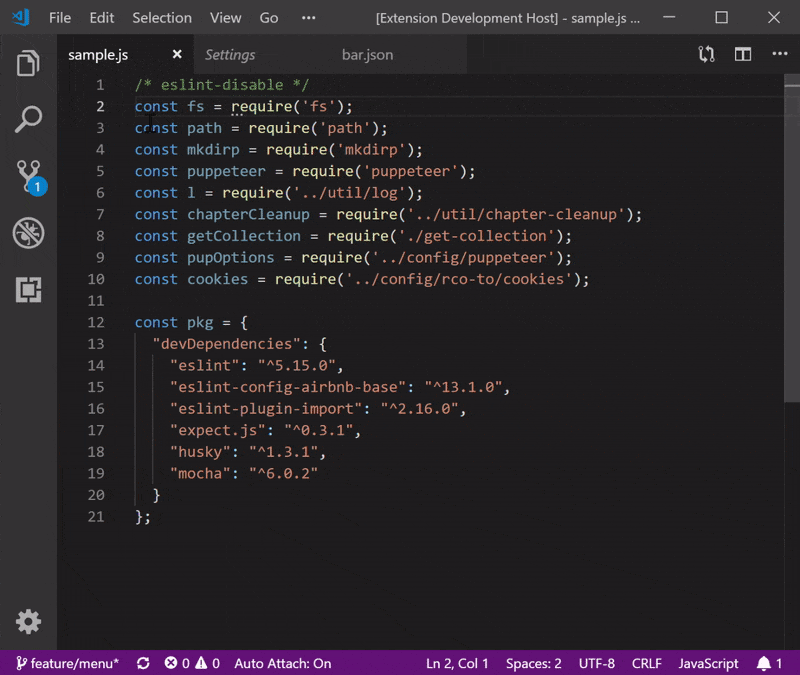 File Edit Selection View Go ••• [Extension Development Host] - sample.js ...
sample.js Settings bar.json
1 /* eslint-disable */
2 const fs = require('fs');
3 const path = require('path');
4 const mkdirp = require('mkdirp');
5 const puppeteer = require('puppeteer');
6 const l = require('../util/log');
7 const chapterCleanup = require('../util/chapter-cleanup');
8 const getCollection = require('./get-collection');
9 const pupOptions = require('../config/puppeteer');
10 const cookies = require('../config/rco-to/cookies');
11
12 const pkg = {
13 "devDependencies": {
14 "eslint": "^5.15.0",
15 "eslint-config-airbnb-base": "^13.1.0",
16 "eslint-plugin-import": "^2.16.0",
17 "expect.js": "^0.3.1",
18 "husky": "^1.3.1",
19 "mocha": "^6.0.2"
20 }
21 };
1
feature/menu* 0 0 Auto Attach: On Ln 2, Col 1 Spaces: 2 UTF-8 CRLF JavaScript 1